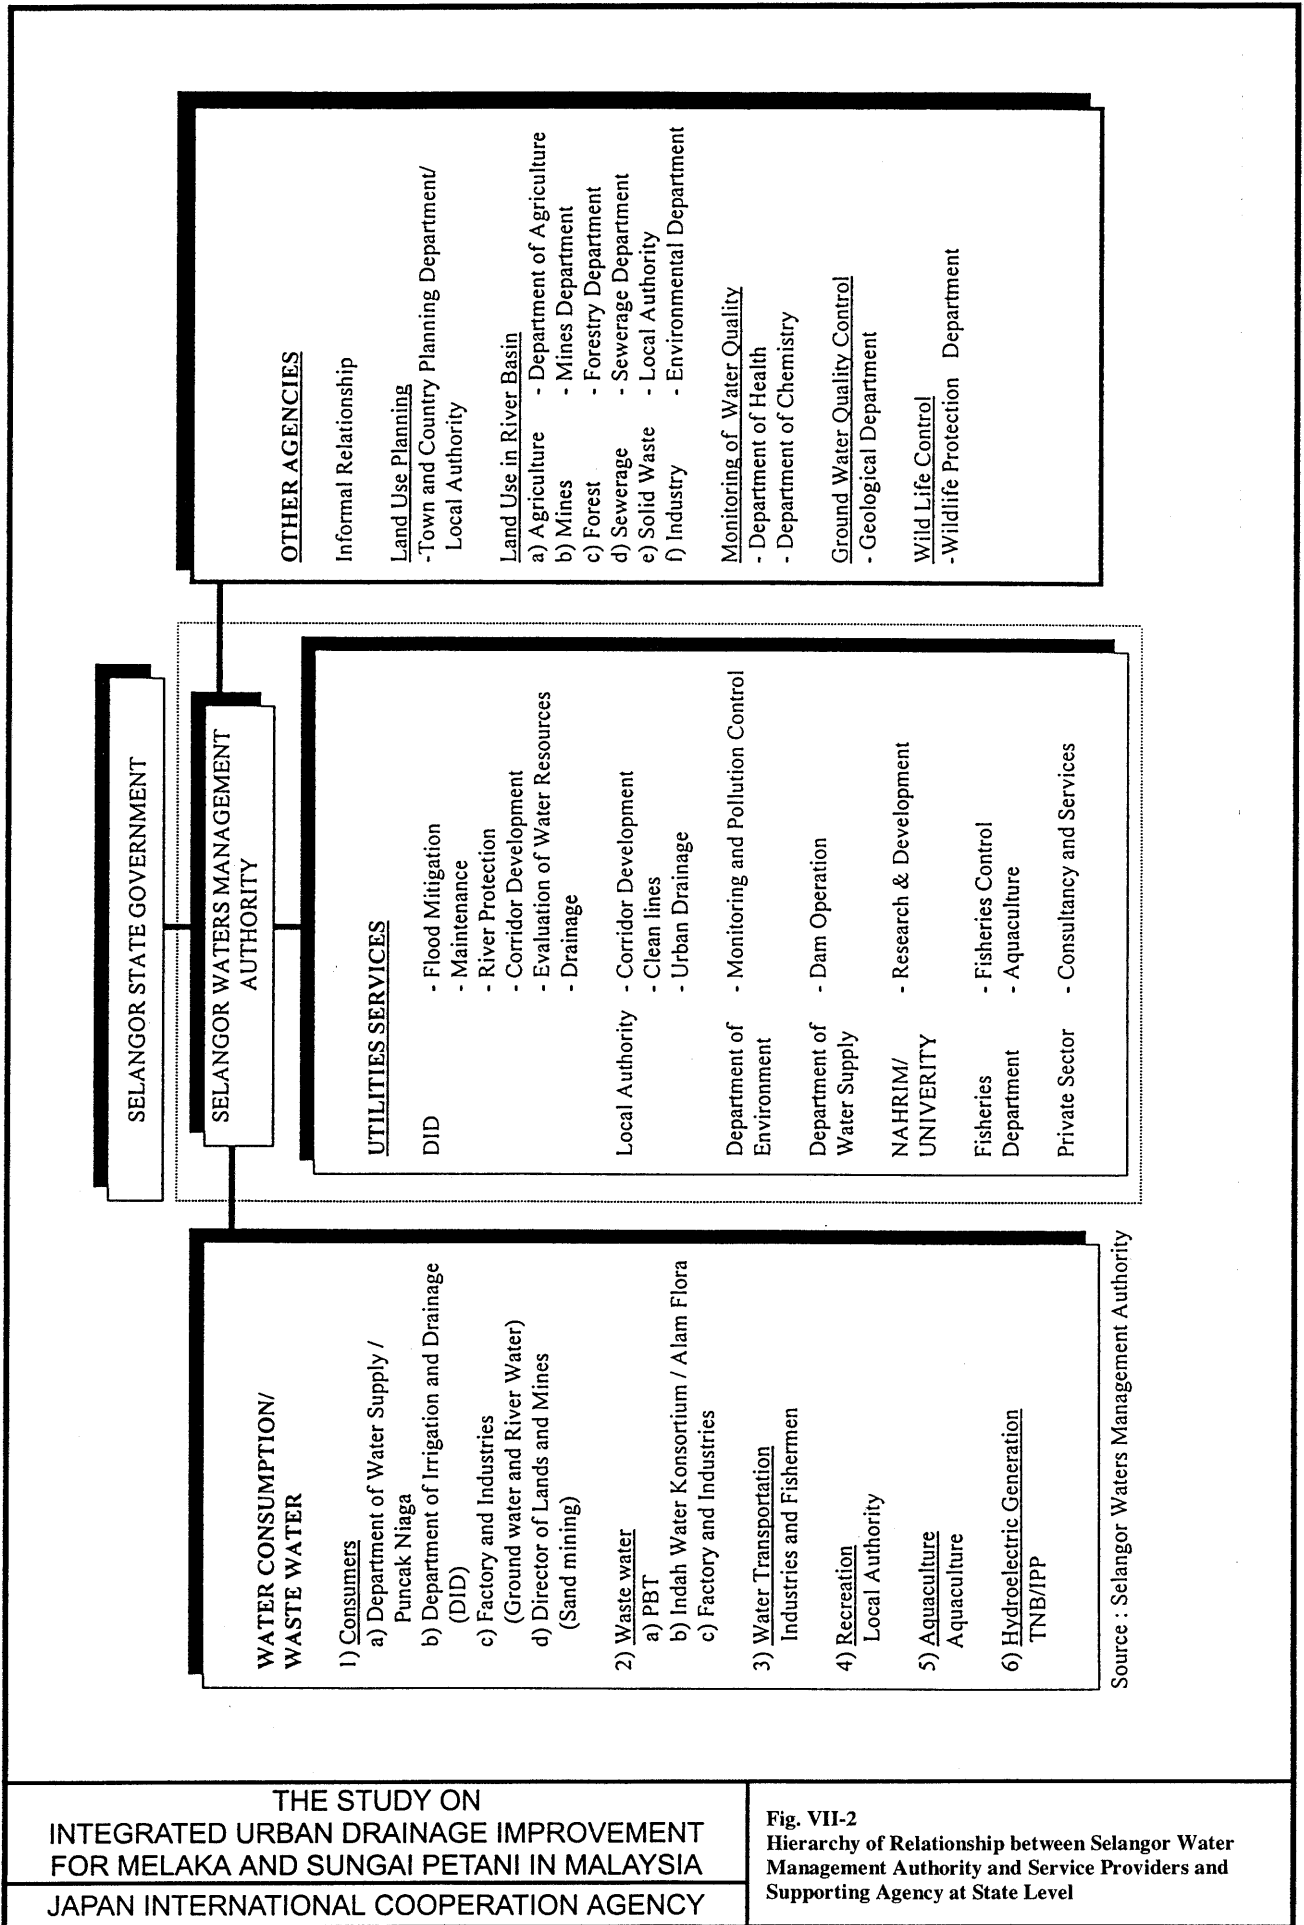 SELANGOR STATE GOVERNMENT
SELANGOR WATERS MANAGEMENT
AUTHORITY
WATER CONSUMPTION/
WASTE WATER
1) Consumers
a) Department of Water Supply /
Puncak Niaga
b) Department of Irrigation and Drainage
(DID)
c) Factory and Industries
(Ground water and River Water)
d) Director of Lands and Mines
(Sand mining)
2) Waste water
a) PBT
b) Indah Water Konsortium / Alam Flora
c) Factory and Industries
3) Water Transportation
Industries and Fishermen
4) Recreation
Local Authority
5) Aquaculture
Aquaculture
6) Hydroelectric Generation
TNB/IPP
UTILITIES SERVICES
DID - Flood Mitigation
- Maintenance
- River Protection
- Corridor Development
- Evaluation of Water Resources
- Drainage
Local Authority - Corridor Development
- Clean lines
- Urban Drainage
Department of - Monitoring and Pollution Control
Environment
Department of - Dam Operation
Water Supply
NAHRIM/ - Research & Development
UNIVERITY
Fisheries - Fisheries Control
Department - Aquaculture
Private Sector - Consultancy and Services
OTHER AGENCIES
Informal Relationship
Land Use Planning
-Town and Country Planning Department/
Local Authority
Land Use in River Basin
a) Agriculture - Department of Agriculture
b) Mines - Mines Department
c) Forest - Forestry Department
d) Sewerage - Sewerage Department
e) Solid Waste - Local Authority
f) Industry - Environmental Department
Monitoring of Water Quality
- Department of Health
- Department of Chemistry
Ground Water Quality Control
- Geological Department
Wild Life Control
-Wildlife Protection Department
Source : Selangor Waters Management Authority
THE STUDY ON
INTEGRATED URBAN DRAINAGE IMPROVEMENT
FOR MELAKA AND SUNGAI PETANI IN MALAYSIA
JAPAN INTERNATIONAL COOPERATION AGENCY
Fig. VII-2
Hierarchy of Relationship between Selangor Water
Management Authority and Service Providers and
Supporting Agency at State Level